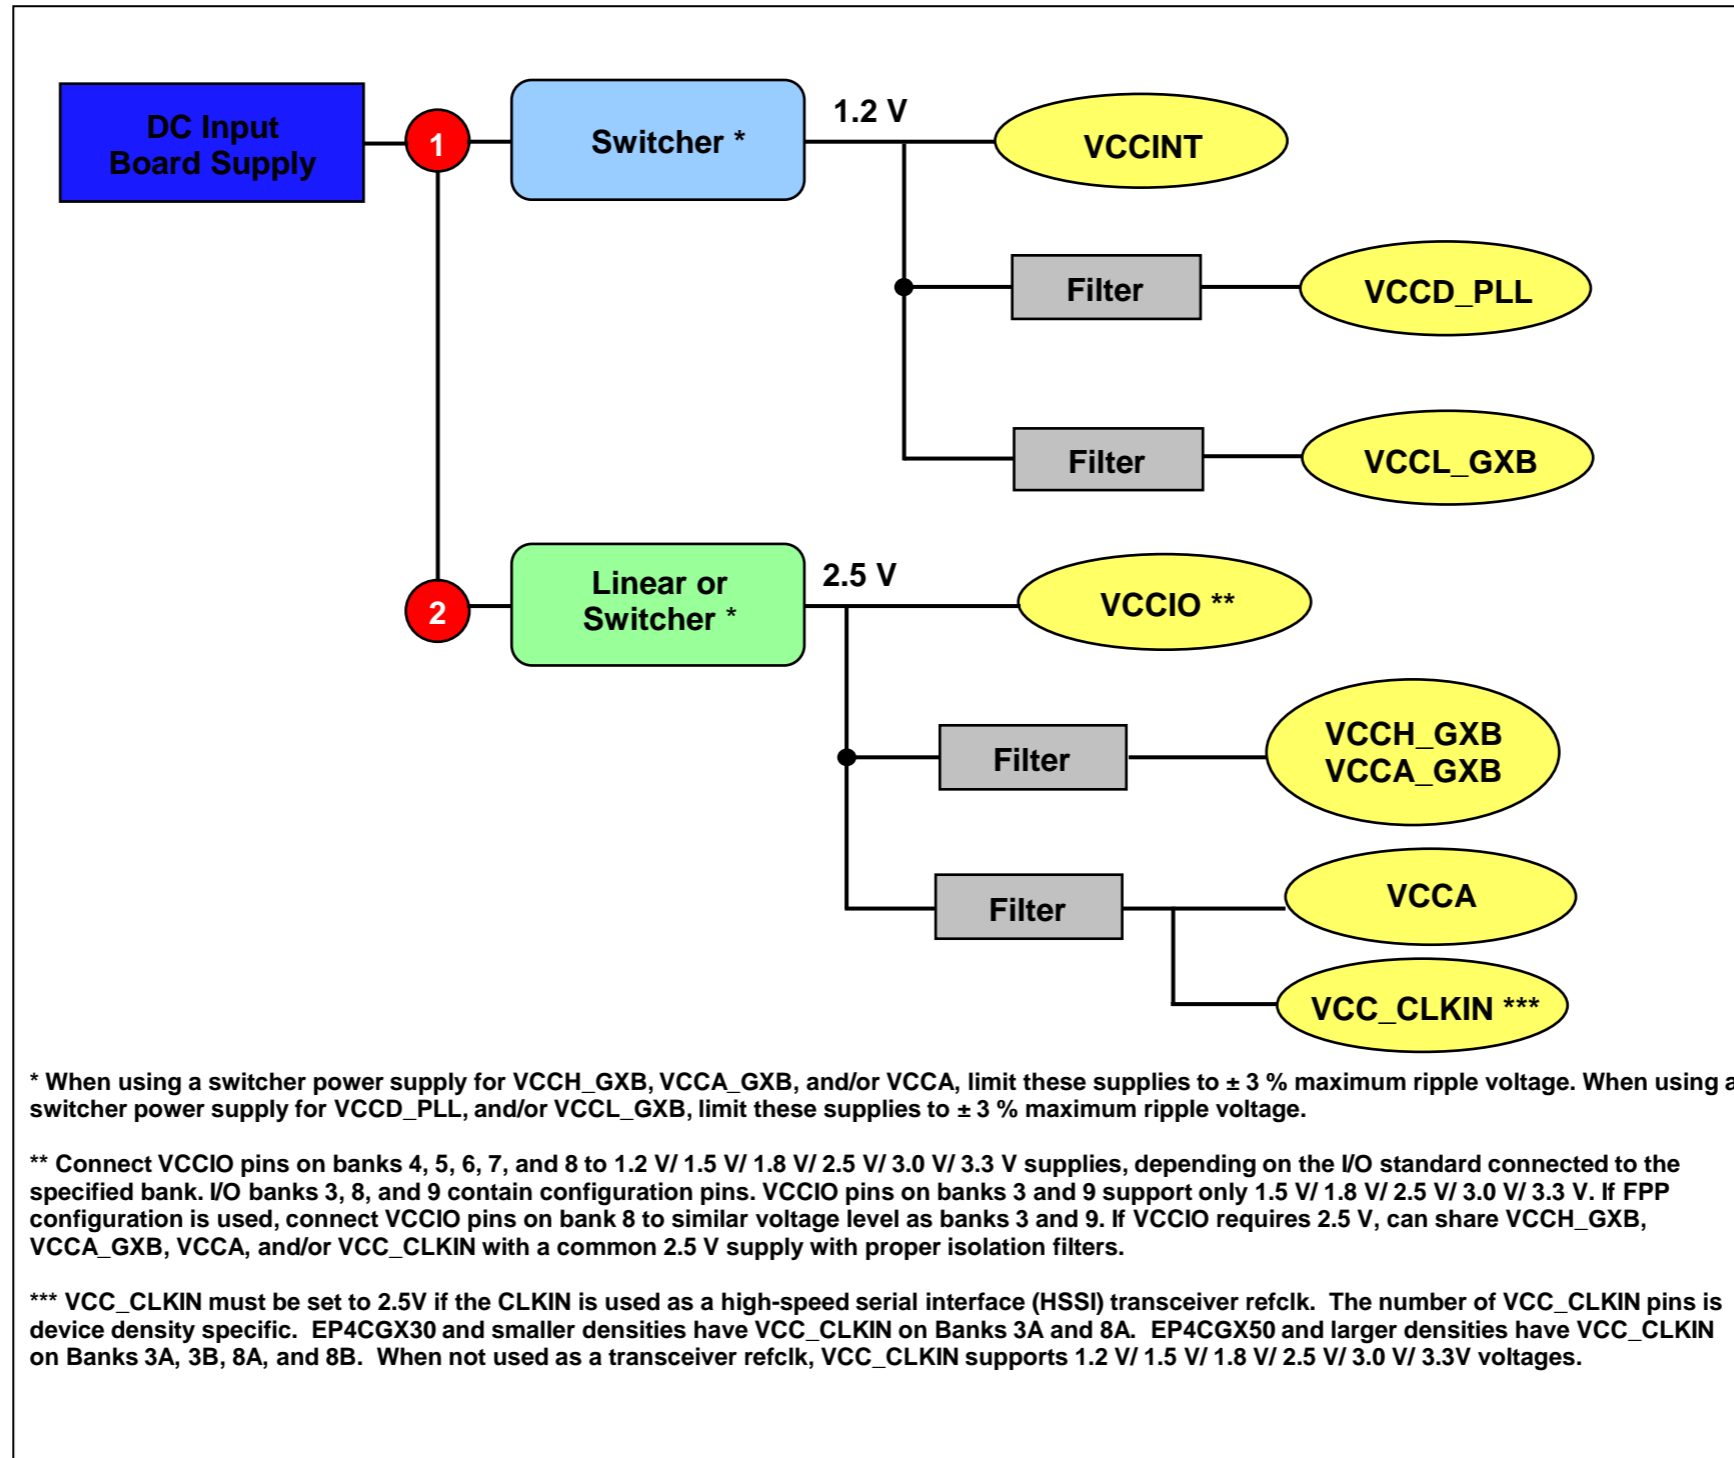 DC Input
Board Supply
1
Switcher *
1.2 V
VCCINT
Filter
VCCD_PLL
Filter
VCCL_GXB
2
Linear or
Switcher *
2.5 V
VCCIO **
Filter
VCCH_GXB
VCCA_GXB
Filter
VCCA
VCC_CLKIN ***
* When using a switcher power supply for VCCH_GXB, VCCA_GXB, and/or VCCA, limit these supplies to ± 3 % maximum ripple voltage. When using a
switcher power supply for VCCD_PLL, and/or VCCL_GXB, limit these supplies to ± 3 % maximum ripple voltage.
** Connect VCCIO pins on banks 4, 5, 6, 7, and 8 to 1.2 V/ 1.5 V/ 1.8 V/ 2.5 V/ 3.0 V/ 3.3 V supplies, depending on the I/O standard connected to the
specified bank. I/O banks 3, 8, and 9 contain configuration pins. VCCIO pins on banks 3 and 9 support only 1.5 V/ 1.8 V/ 2.5 V/ 3.0 V/ 3.3 V. If FPP
configuration is used, connect VCCIO pins on bank 8 to similar voltage level as banks 3 and 9. If VCCIO requires 2.5 V, can share VCCH_GXB,
VCCA_GXB, VCCA, and/or VCC_CLKIN with a common 2.5 V supply with proper isolation filters.
*** VCC_CLKIN must be set to 2.5V if the CLKIN is used as a high-speed serial interface (HSSI) transceiver refclk. The number of VCC_CLKIN pins is
device density specific. EP4CGX30 and smaller densities have VCC_CLKIN on Banks 3A and 8A. EP4CGX50 and larger densities have VCC_CLKIN
on Banks 3A, 3B, 8A, and 8B. When not used as a transceiver refclk, VCC_CLKIN supports 1.2 V/ 1.5 V/ 1.8 V/ 2.5 V/ 3.0 V/ 3.3V voltages.